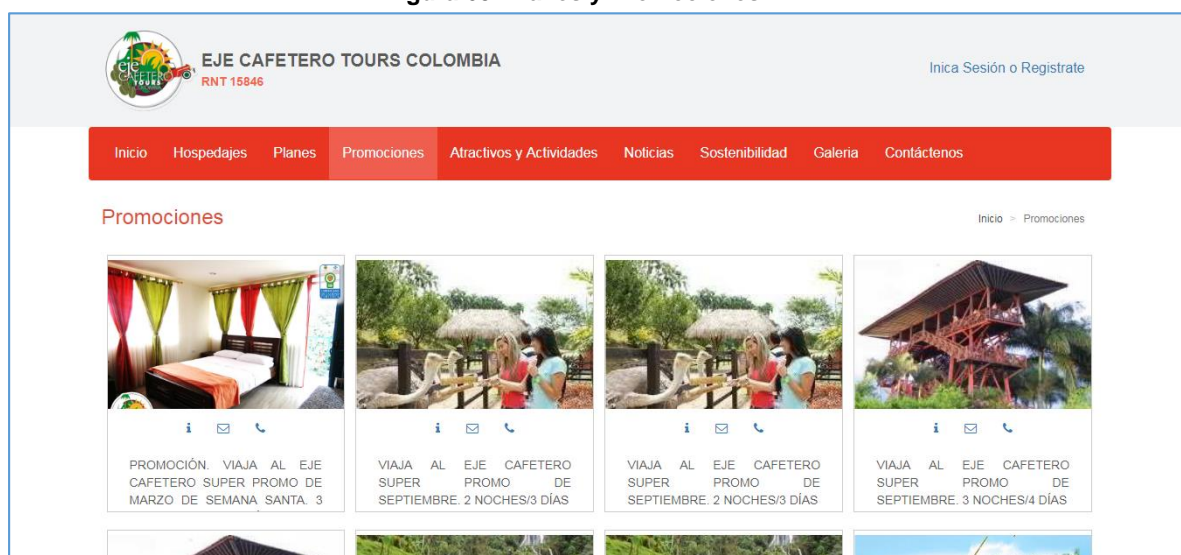 EJE CAFETERO TOURS COLOMBIA
RNT 15846
Inica Sesión o Registrate
eje
CAFETERO
TOURS
Inicio Hospedajes Planes Promociones Atractivos y Actividades Noticias Sostenibilidad Galeria Contáctenos
Promociones
Inicio > Promociones
PROMOCIÓN. VIAJA AL EJE
CAFETERO SUPER PROMO DE
MARZO DE SEMANA SANTA. 3
VIAJA AL EJE CAFETERO
SUPER PROMO DE
SEPTIEMBRE. 2 NOCHES/3 DÍAS
VIAJA AL EJE CAFETERO
SUPER PROMO DE
SEPTIEMBRE. 2 NOCHES/3 DÍAS
VIAJA AL EJE CAFETERO
SUPER PROMO DE
SEPTIEMBRE. 3 NOCHES/4 DÍAS